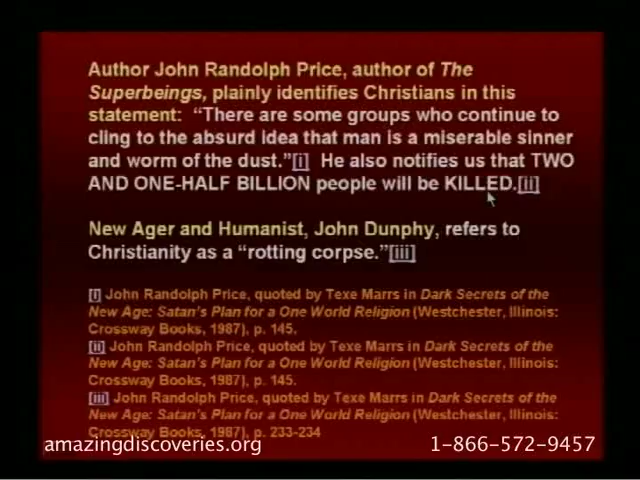 Author John Randolph Price, author of The
Superbeings, plainly identifies Christians in this
statement: “There are some groups who continue to
cling to the absurd idea that man is a miserable sinner
and worm of the dust.”[i] He also notifies us that TWO
AND ONE-HALF BILLION people will be KILLED.[ii]
New Ager and Humanist, John Dunphy, refers to
Christianity as a “rotting corpse.”[iii]
[i] John Randolph Price, quoted by Texe Marrs in Dark Secrets of the
New Age: Satan's Plan for a One World Religion (Westchester, Illinois:
Crossway Books, 1987), p. 145.
[ii] John Randolph Price, quoted by Texe Marrs in Dark Secrets of the
New Age: Satan's Plan for a One World Religion (Westchester, Illinois:
Crossway Books, 1987), p. 145.
[iii] John Randolph Price, quoted by Texe Marrs in Dark Secrets of the
New Age: Satan's Plan for a One World Religion (Westchester, Illinois:
Crossway Books, 1987), p. 233-234
amazingdiscoveries.org 1-866-572-9457